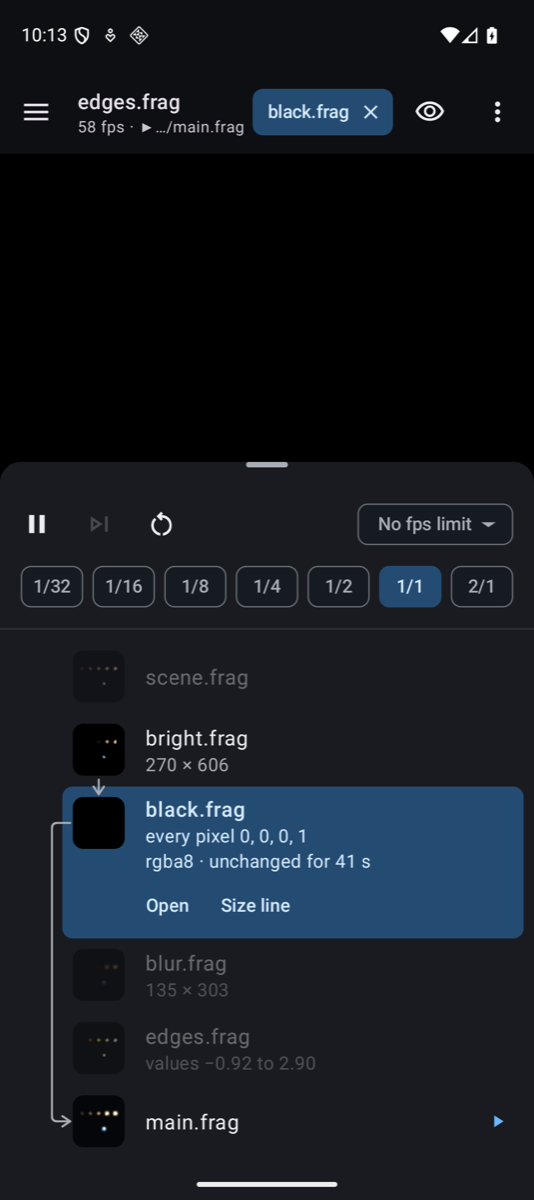 10:13
edges.frag
58 fps · ▶ …/main.frag
black.frag
No fps limit
1/32
1/16
1/8
1/4
1/2
1/1
2/1
scene.frag
bright.frag
270 × 606
black.frag
every pixel 0, 0, 0, 1
rgba8 · unchanged for 41 s
Open
Size line
blur.frag
135 × 303
edges.frag
values −0.92 to 2.90
main.frag